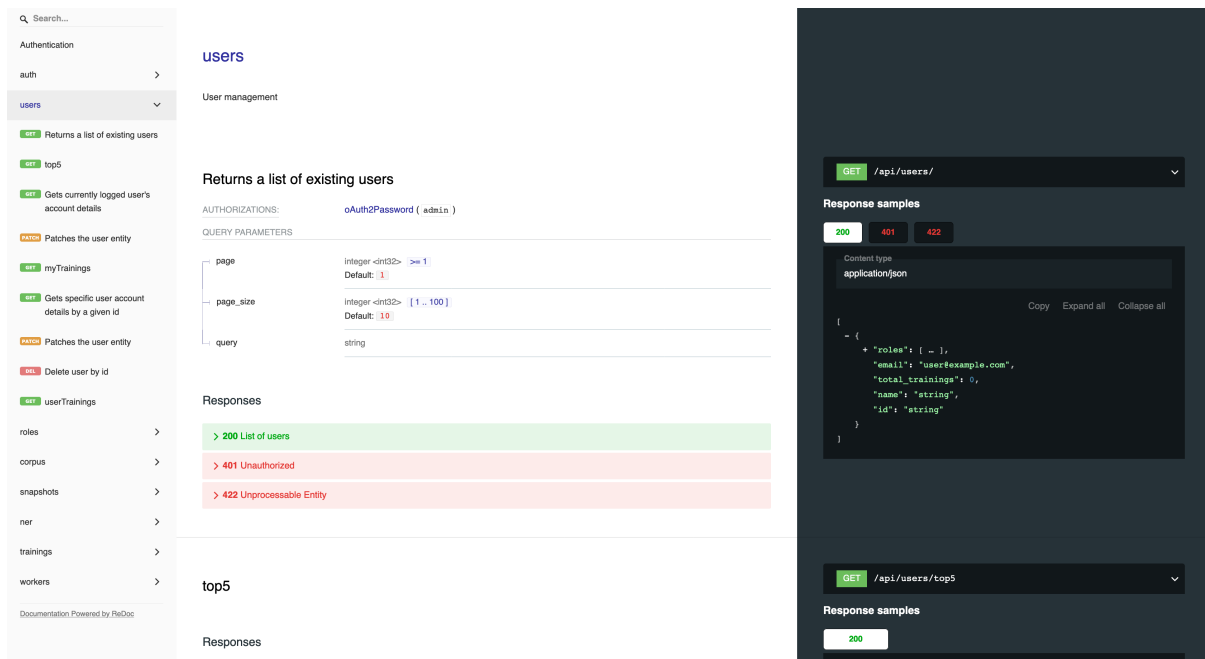 Search...
Authentication
auth
users
GET Returns a list of existing users
GET top5
GET Gets currently logged user's
account details
PATCH Patches the user entity
GET myTrainings
GET Gets specific user account
details by a given id
PATCH Patches the user entity
DEL Delete user by id
GET userTrainings
roles
corpus
snapshots
ner
trainings
workers
Documentation Powered by ReDoc
users
User management
Returns a list of existing users
AUTHORIZATIONS: oAuth2Password ( admin )
QUERY PARAMETERS
page integer <int32> >= 1
Default: 1
page_size integer <int32> [ 1 .. 100 ]
Default: 10
query string
Responses
200 List of users
401 Unauthorized
422 Unprocessable Entity
top5
Responses
GET /api/users/
Response samples
200 401 422
Content type
application/json
Copy Expand all Collapse all
[
- {
+ "roles": [ … ],
"email": "user@example.com",
"total_trainings": 0,
"name": "string",
"id": "string"
}
]
GET /api/users/top5
Response samples
200